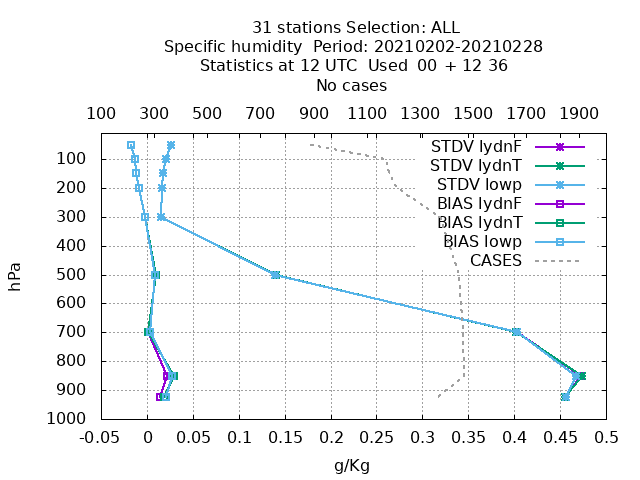 31 stations Selection: ALL
Specific humidity  Period: 20210202-20210228
Statistics at 12 UTC  Used  00 + 12 36
No cases
100 300 500 700 900 1100 1300 1500 1700 1900
STDV lydnF
STDV lydnT
STDV lowp
BIAS lydnF
BIAS lydnT
BIAS lowp
CASES
100
200
300
400
500
600
700
800
900
1000
hPa
-0.05 0 0.05 0.1 0.15 0.2 0.25 0.3 0.35 0.4 0.45 0.5
g/Kg